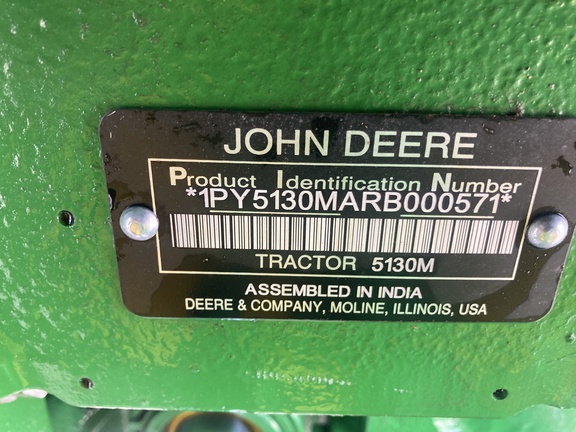 JOHN DEERE
Product Identification Number
*1PY5130MARB000571*
TRACTOR 5130M
ASSEMBLED IN INDIA
DEERE & COMPANY, MOLINE, ILLINOIS, USA